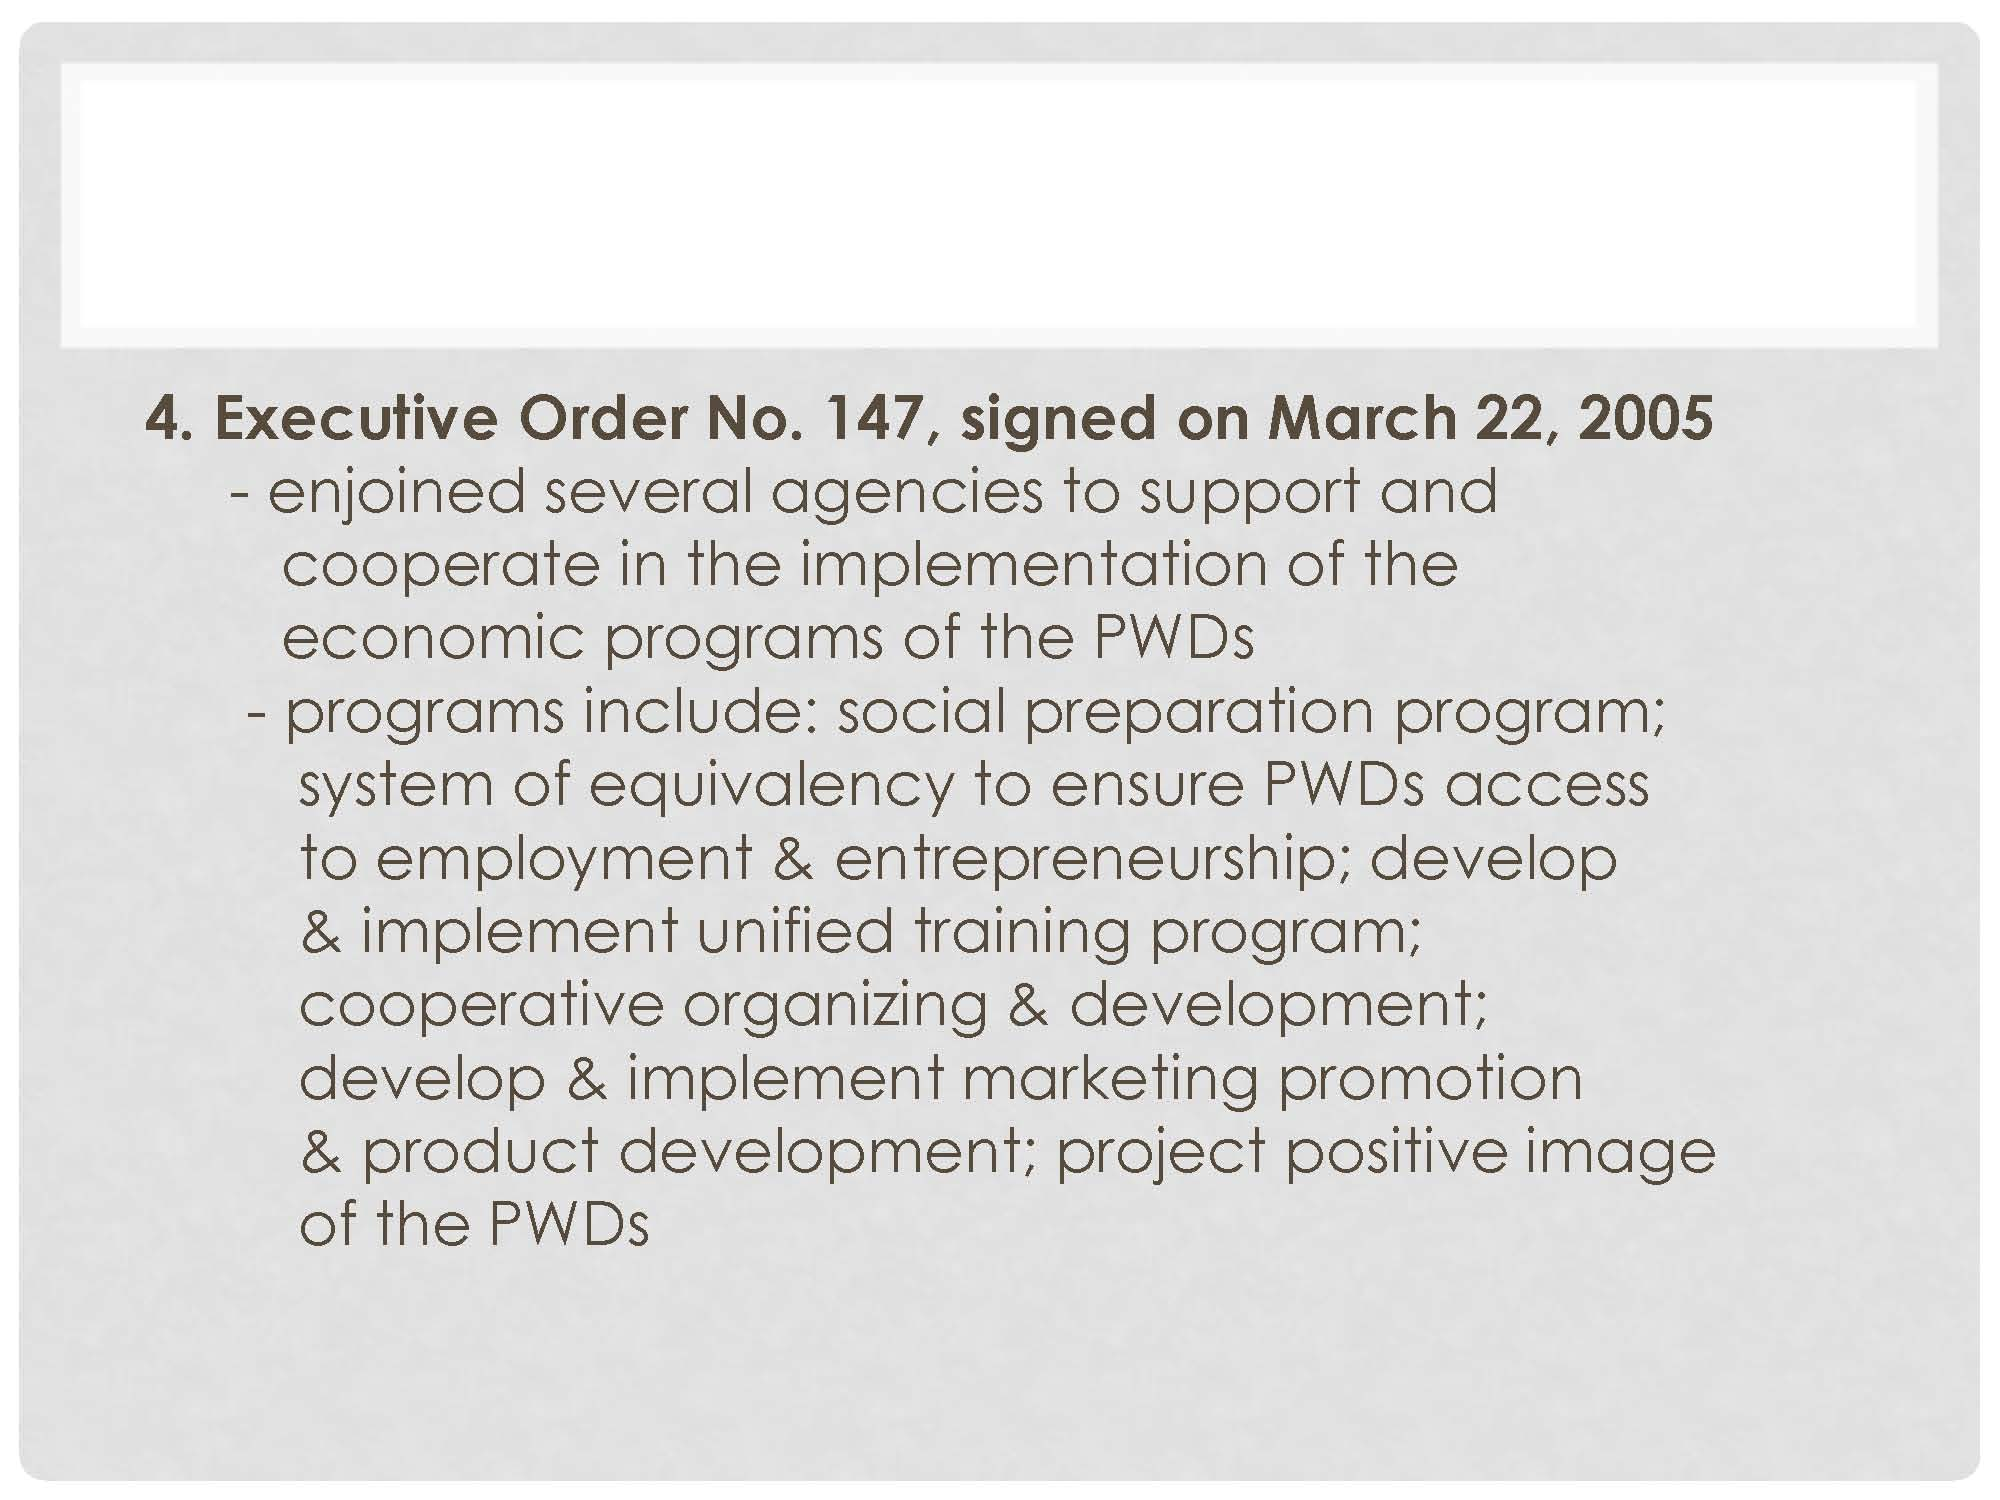 4. Executive Order No. 147, signed on March 22, 2005
- enjoined several agencies to support and
cooperate in the implementation of the
economic programs of the PWDs
- programs include: social preparation program;
system of equivalency to ensure PWDs access
to employment & entrepreneurship; develop
& implement unified training program;
cooperative organizing & development;
develop & implement marketing promotion
& product development; project positive image
of the PWDs